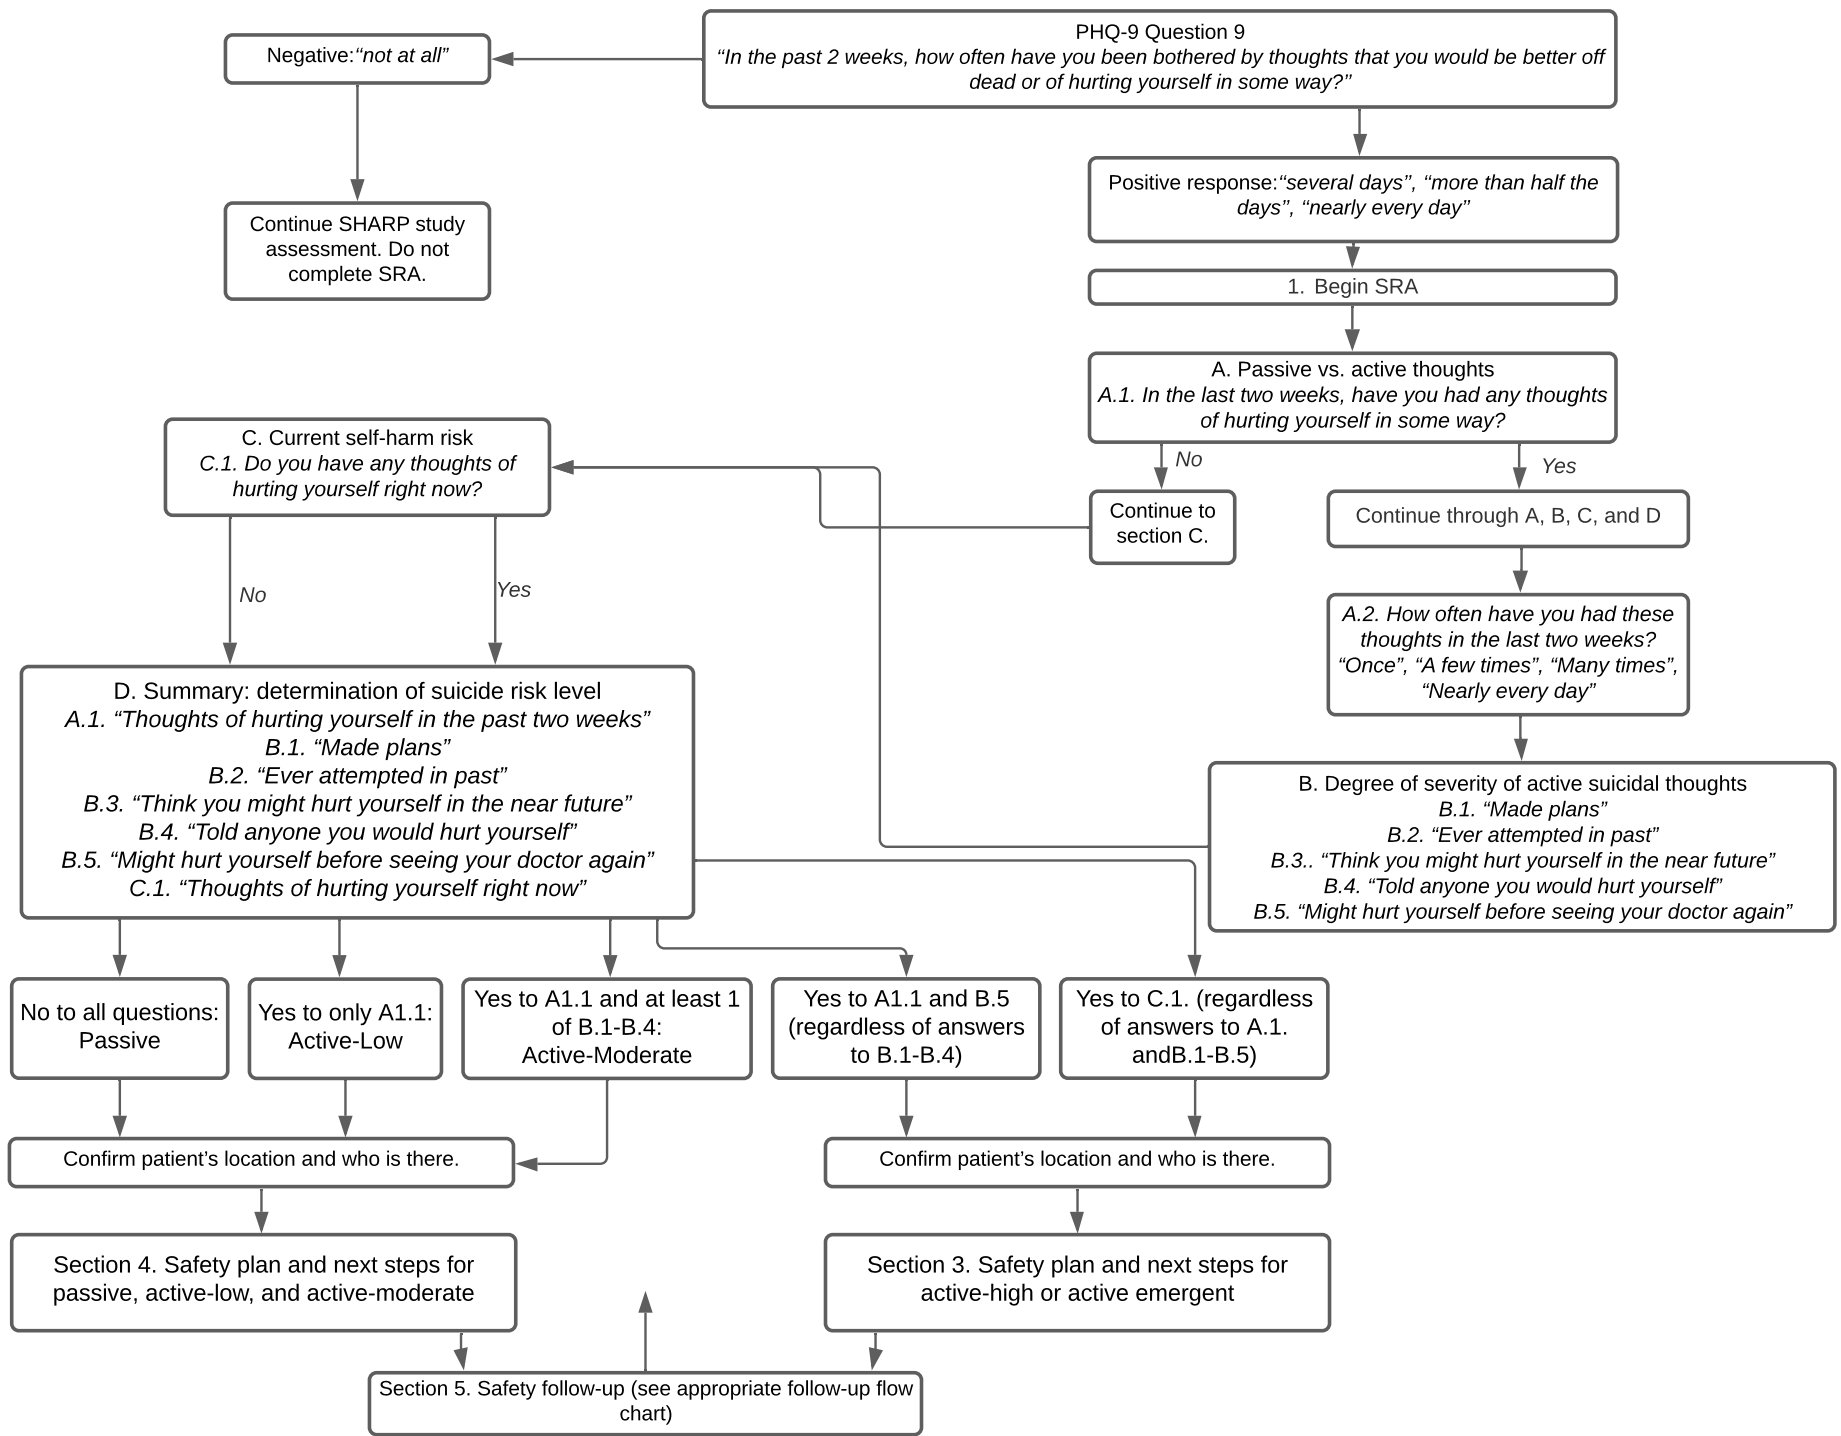 PHQ-9 Question 9
“In the past 2 weeks, how often have you been bothered by thoughts that you would be better off
dead or of hurting yourself in some way?”
Negative:“not at all”
Positive response:“several days”, “more than half the
days”, “nearly every day”
Continue SHARP study
assessment. Do not
complete SRA.
1. Begin SRA
A. Passive vs. active thoughts
A.1. In the last two weeks, have you had any thoughts
of hurting yourself in some way?
No
Yes
Continue to
section C.
Continue through A, B, C, and D
A.2. How often have you had these
thoughts in the last two weeks?
“Once”, “A few times”, “Many times”,
“Nearly every day”
B. Degree of severity of active suicidal thoughts
B.1. “Made plans”
B.2. “Ever attempted in past”
B.3.. “Think you might hurt yourself in the near future”
B.4. “Told anyone you would hurt yourself”
B.5. “Might hurt yourself before seeing your doctor again”
C. Current self-harm risk
C.1. Do you have any thoughts of
hurting yourself right now?
No
Yes
D. Summary: determination of suicide risk level
A.1. “Thoughts of hurting yourself in the past two weeks”
B.1. “Made plans”
B.2. “Ever attempted in past”
B.3. “Think you might hurt yourself in the near future”
B.4. “Told anyone you would hurt yourself”
B.5. “Might hurt yourself before seeing your doctor again”
C.1. “Thoughts of hurting yourself right now”
No to all questions:
Passive
Yes to only A1.1:
Active-Low
Yes to A1.1 and at least 1
of B.1-B.4:
Active-Moderate
Yes to A1.1 and B.5
(regardless of answers
to B.1-B.4)
Yes to C.1. (regardless
of answers to A.1.
andB.1-B.5)
Confirm patient’s location and who is there.
Confirm patient’s location and who is there.
Section 4. Safety plan and next steps for
passive, active-low, and active-moderate
Section 3. Safety plan and next steps for
active-high or active emergent
Section 5. Safety follow-up (see appropriate follow-up flow
chart)